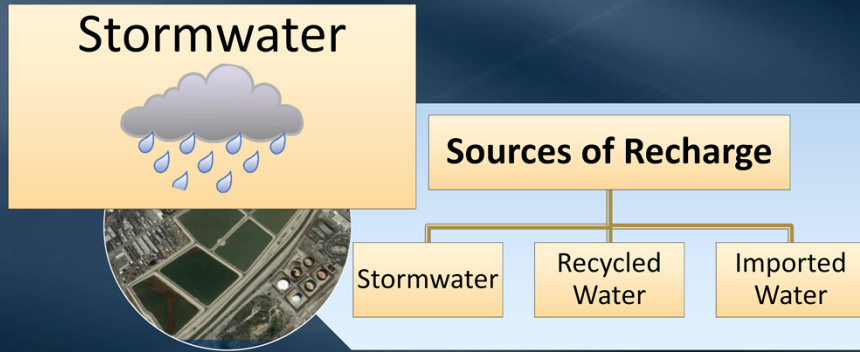 Stormwater
Sources of Recharge
Stormwater
Recycled
Water
Imported
Water